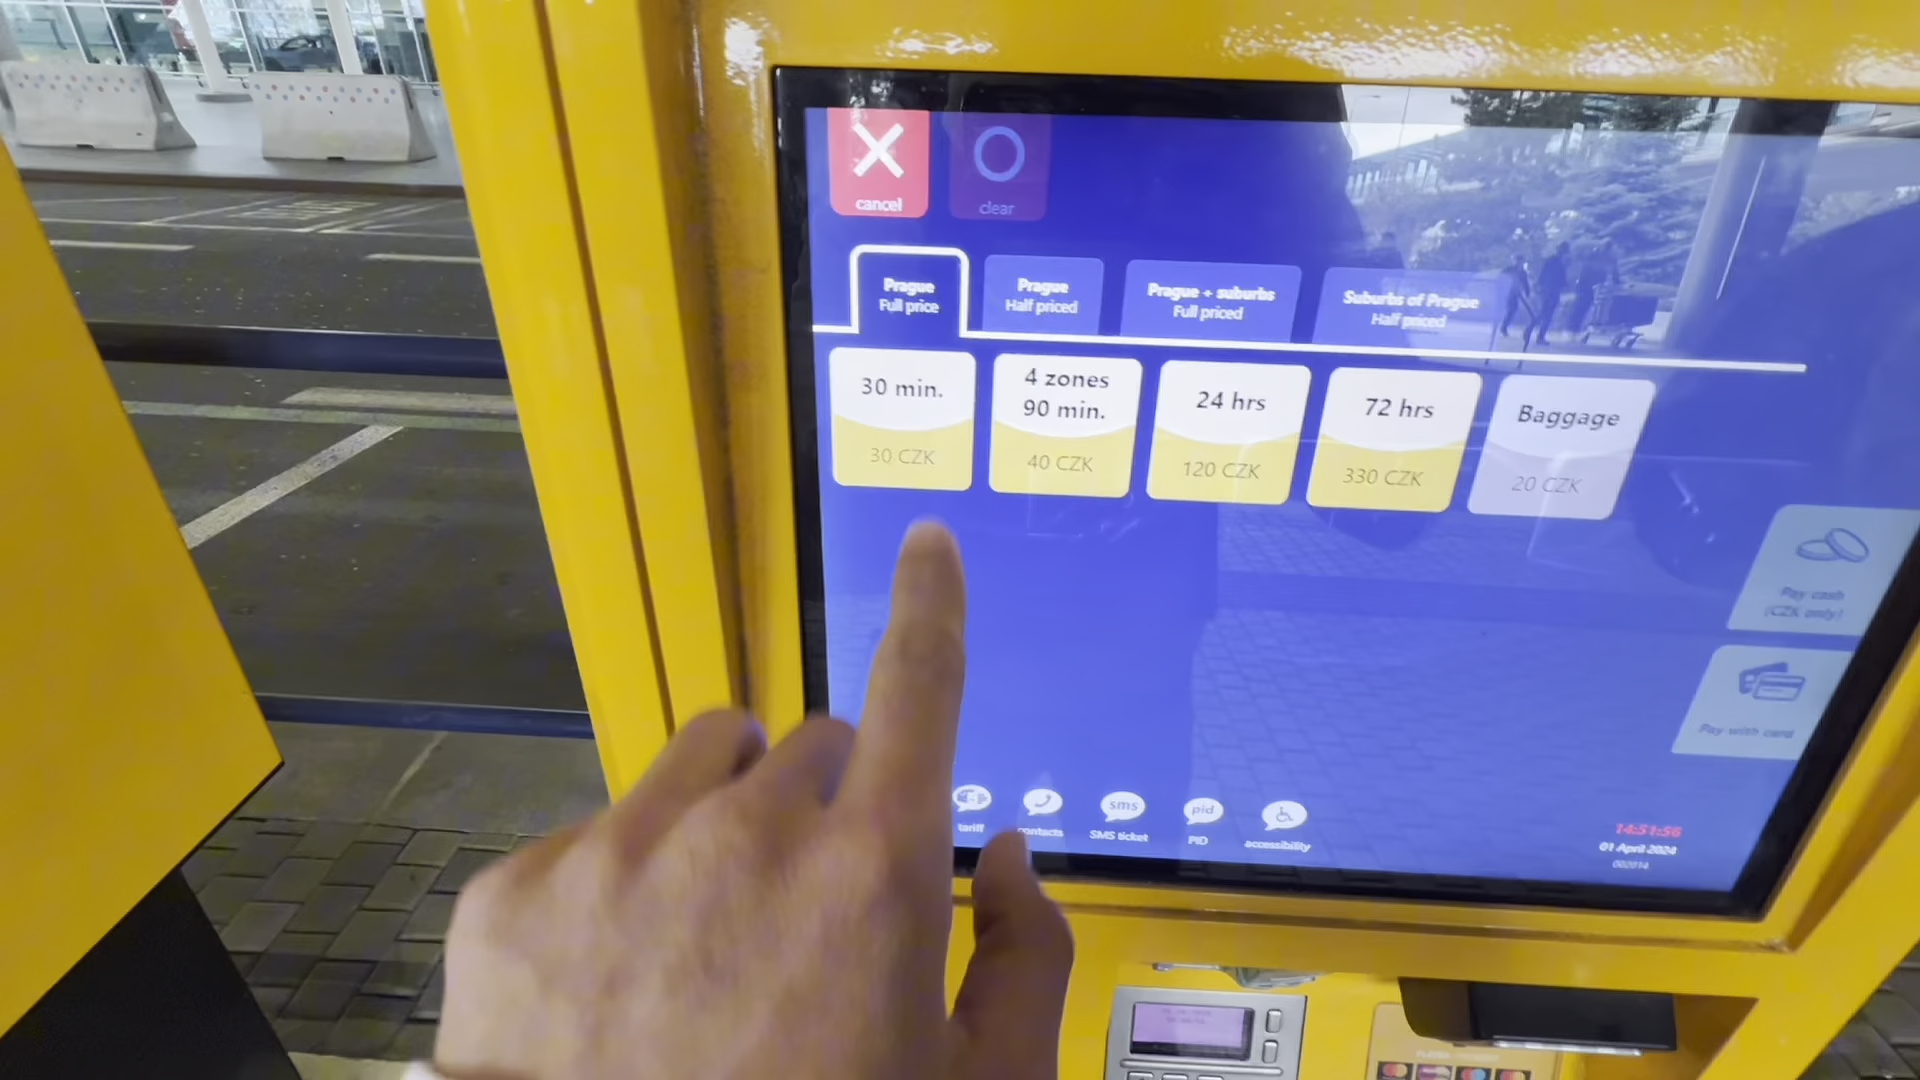 cancel
clear
Prague
Full price
Prague
Half priced
Prague + suburbs
Full priced
Suburbs of Prague
Half priced
30 min.
30 CZK
4 zones
90 min.
40 CZK
24 hrs
120 CZK
72 hrs
330 CZK
Baggage
20 CZK
Pay cash
(CZK only)
Pay with card
tariff
contacts
sms
SMS ticket
pid
PID
accessibility
14:51:56
01 April 2024